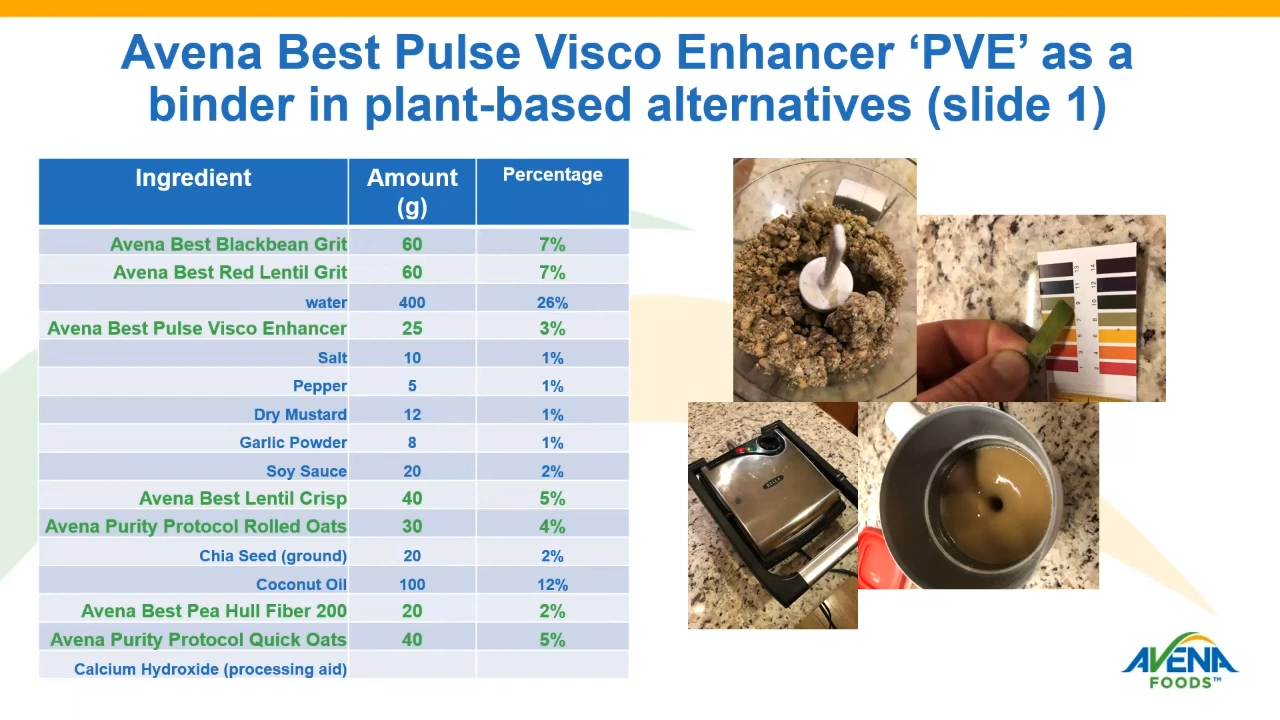 Avena Best Pulse Visco Enhancer ‘PVE’ as a
binder in plant-based alternatives (slide 1)
Ingredient Amount (g) Percentage
Avena Best Blackbean Grit 60 7%
Avena Best Red Lentil Grit 60 7%
water 400 26%
Avena Best Pulse Visco Enhancer 25 3%
Salt 10 1%
Pepper 5 1%
Dry Mustard 12 1%
Garlic Powder 8 1%
Soy Sauce 20 2%
Avena Best Lentil Crisp 40 5%
Avena Purity Protocol Rolled Oats 30 4%
Chia Seed (ground) 20 2%
Coconut Oil 100 12%
Avena Best Pea Hull Fiber 200 20 2%
Avena Purity Protocol Quick Oats 40 5%
Calcium Hydroxide (processing aid)
BELLA
AVENA
FOODS™